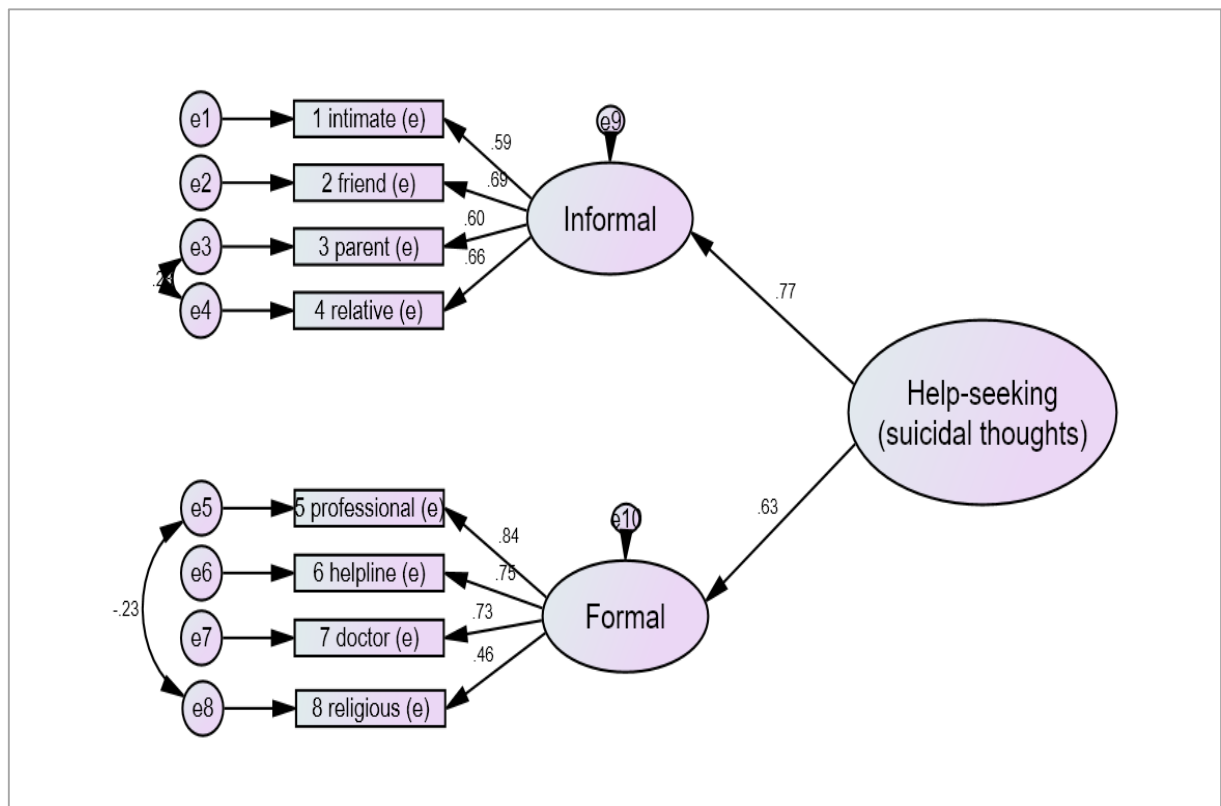 e1
1 intimate (e)
.59
e2
2 friend (e)
.69
e3
3 parent (e)
.60
e4
4 relative (e)
.66
e9
Informal
.77
Help-seeking
(suicidal thoughts)
.63
e5
5 professional (e)
.84
e6
6 helpline (e)
.75
-.23
e7
7 doctor (e)
.73
e8
8 religious (e)
.46
e10
Formal